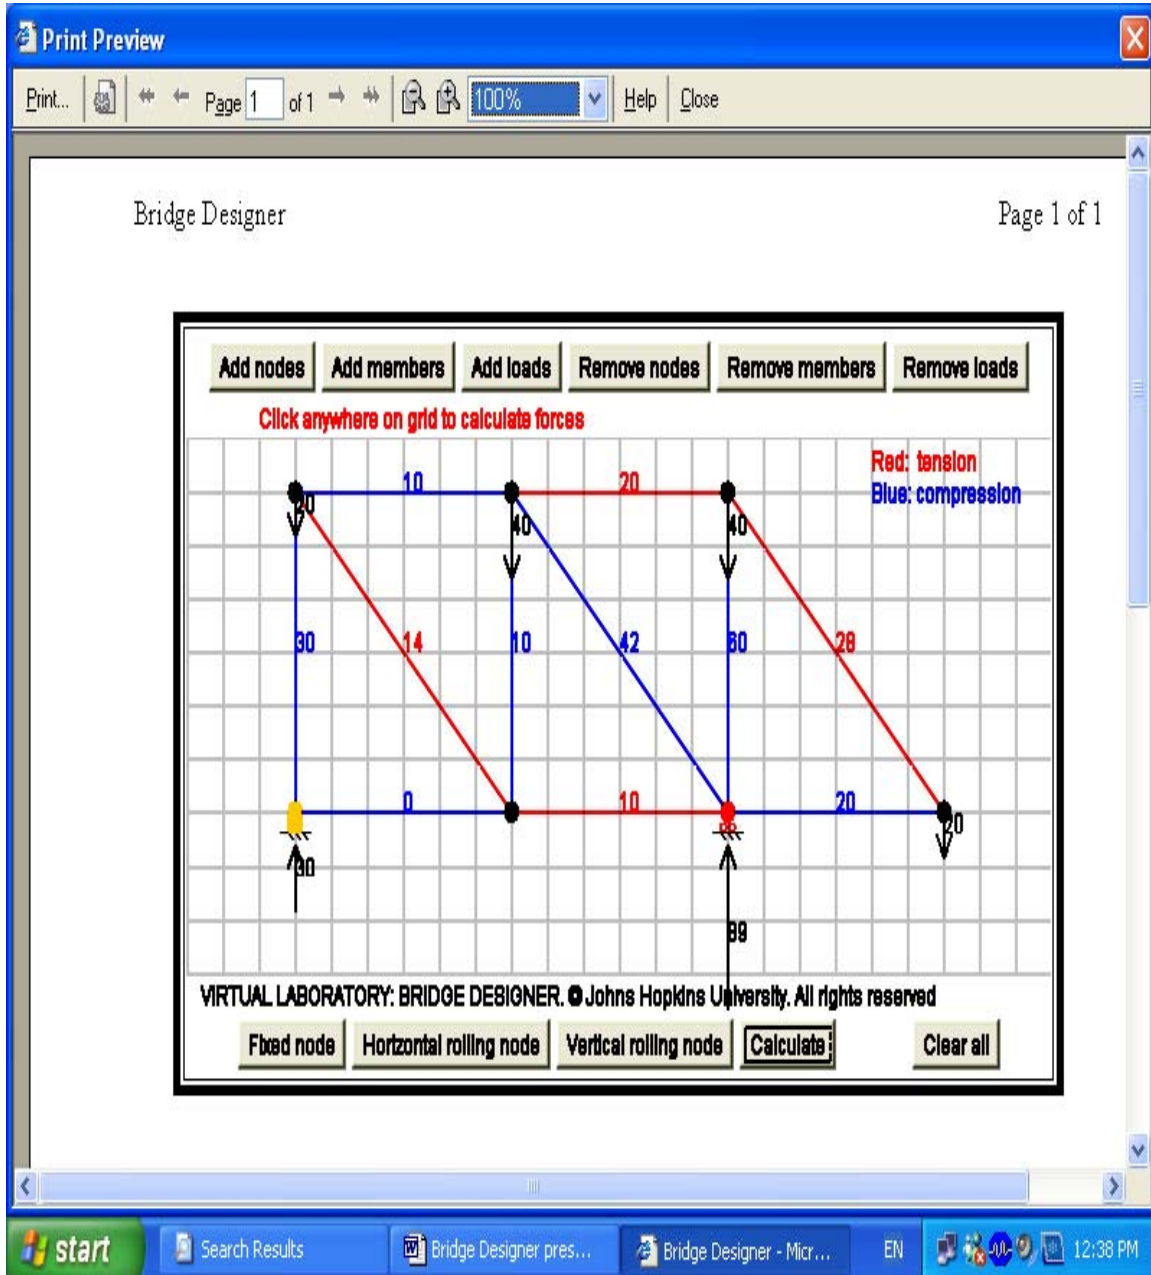 Print Preview
Print... Page 1 of 1 100% Help Close
Bridge Designer Page 1 of 1
Add nodes Add members Add loads Remove nodes Remove members Remove loads
Click anywhere on grid to calculate forces
Red: tension
Blue: compression
10 20
20 40 40
30 14 10 42 60 28
0 10 20
20
30
89
VIRTUAL LABORATORY: BRIDGE DESIGNER. © Johns Hopkins University. All rights reserved
Fixed node Horizontal rolling node Vertical rolling node Calculate Clear all
start Search Results Bridge Designer pres... Bridge Designer - Micr... EN 12:38 PM